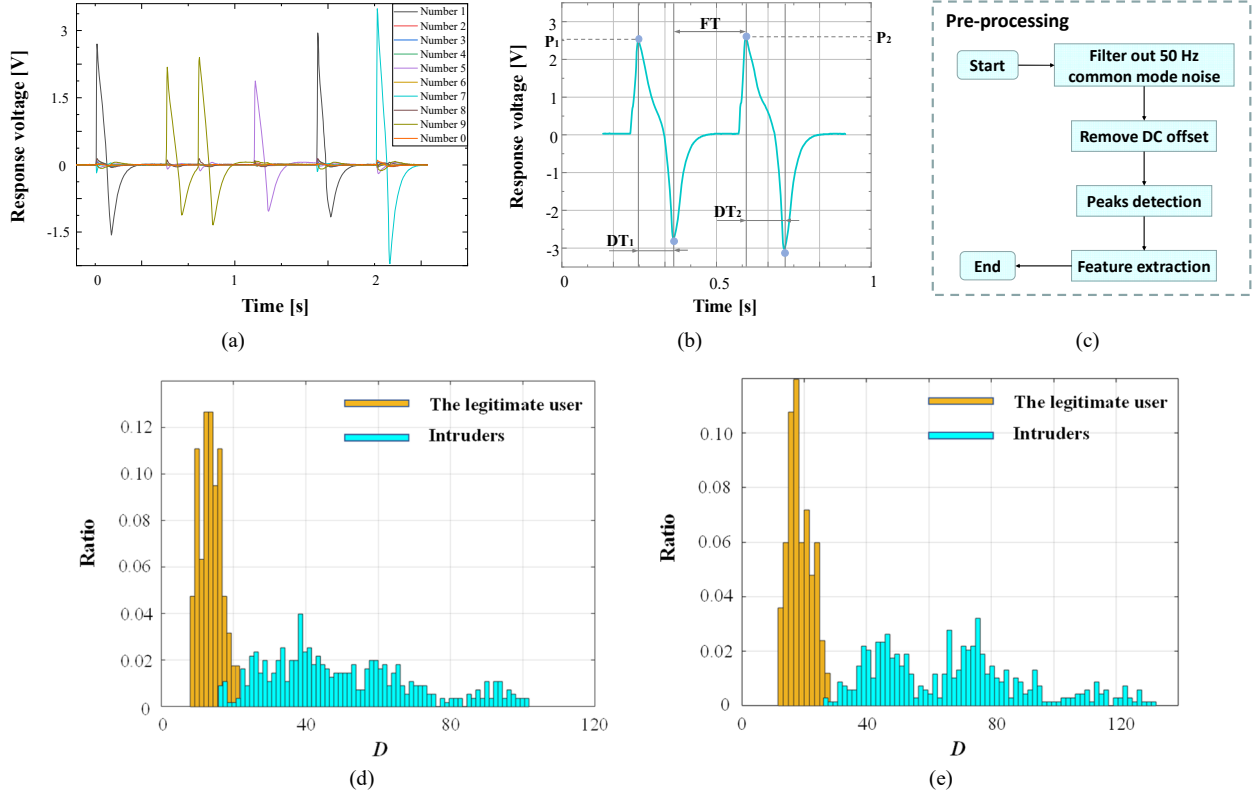 Response voltage [V]
3
1.5
0
-1.5
0
1
2
Time [s]
Number 1
Number 2
Number 3
Number 4
Number 5
Number 6
Number 7
Number 8
Number 9
Number 0
(a)
Response voltage [V]
3
2
1
0
-1
-2
-3
P1
FT
P2
DT2
DT1
0
0.5
1
Time [s]
(b)
Pre-processing
Start
Filter out 50 Hz
common mode noise
Remove DC offset
Peaks detection
Feature extraction
End
(c)
Ratio
0.12
0.10
0.08
0.06
0.04
0.02
0
0
40
80
120
D
The legitimate user
Intruders
(d)
Ratio
0.10
0.08
0.06
0.04
0.02
0
0
40
80
120
D
The legitimate user
Intruders
(e)